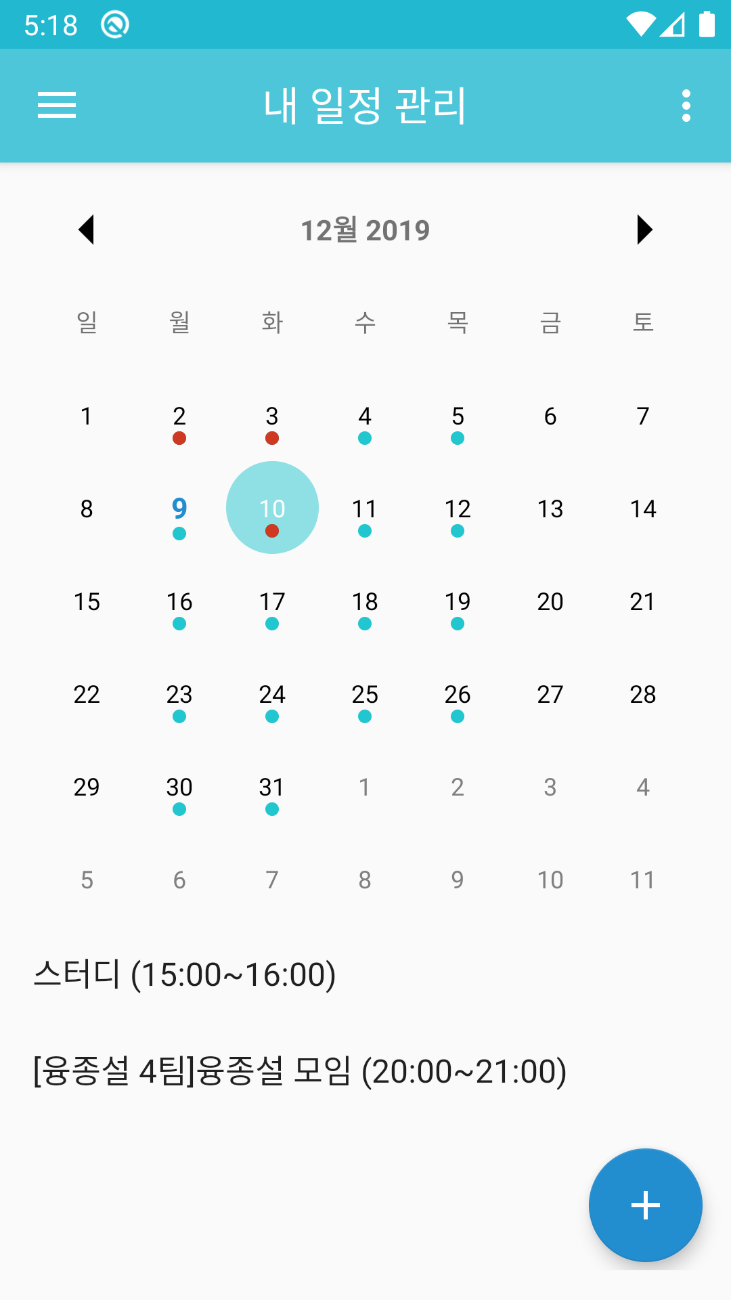 5:18
내 일정 관리
12월 2019
일 월 화 수 목 금 토
1 2 3 4 5 6 7
8 9 10 11 12 13 14
15 16 17 18 19 20 21
22 23 24 25 26 27 28
29 30 31 1 2 3 4
5 6 7 8 9 10 11
스터디 (15:00~16:00)
[융종설 4팀]융종설 모임 (20:00~21:00)